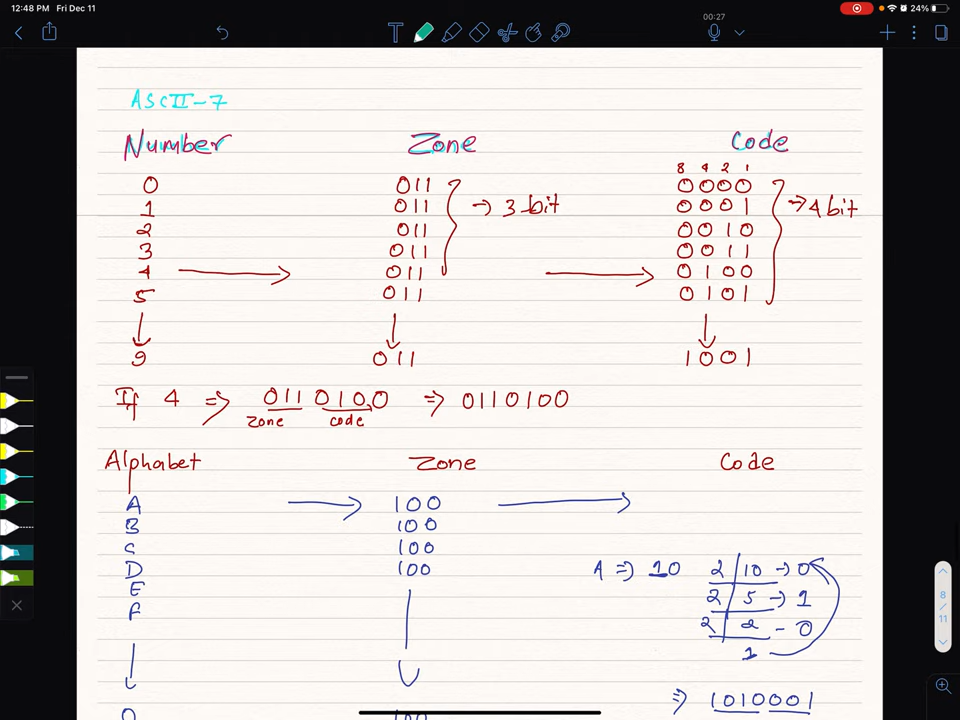 12:48 PM Fri Dec 11
24%
00:27
T
ASCII-7
Number Zone Code
8 4 2 1
0 011 0000
1 011 → 3 bit 0001 → 4 bit
2 011 0010
3 011 0011
4 → 011 → 0100
5 011 0101
↓ ↓ ↓
9 011 1001
If 4 ⇒ 011 0100 ⇒ 0110100
Zone code
Alphabet Zone Code
A → 100 →
B 100
C 100
D 100 A ⇒ 10 2 10 → 0
E 2 5 → 1
F 2 2 - 0
1
⇒ 1010001
100
8
/
11